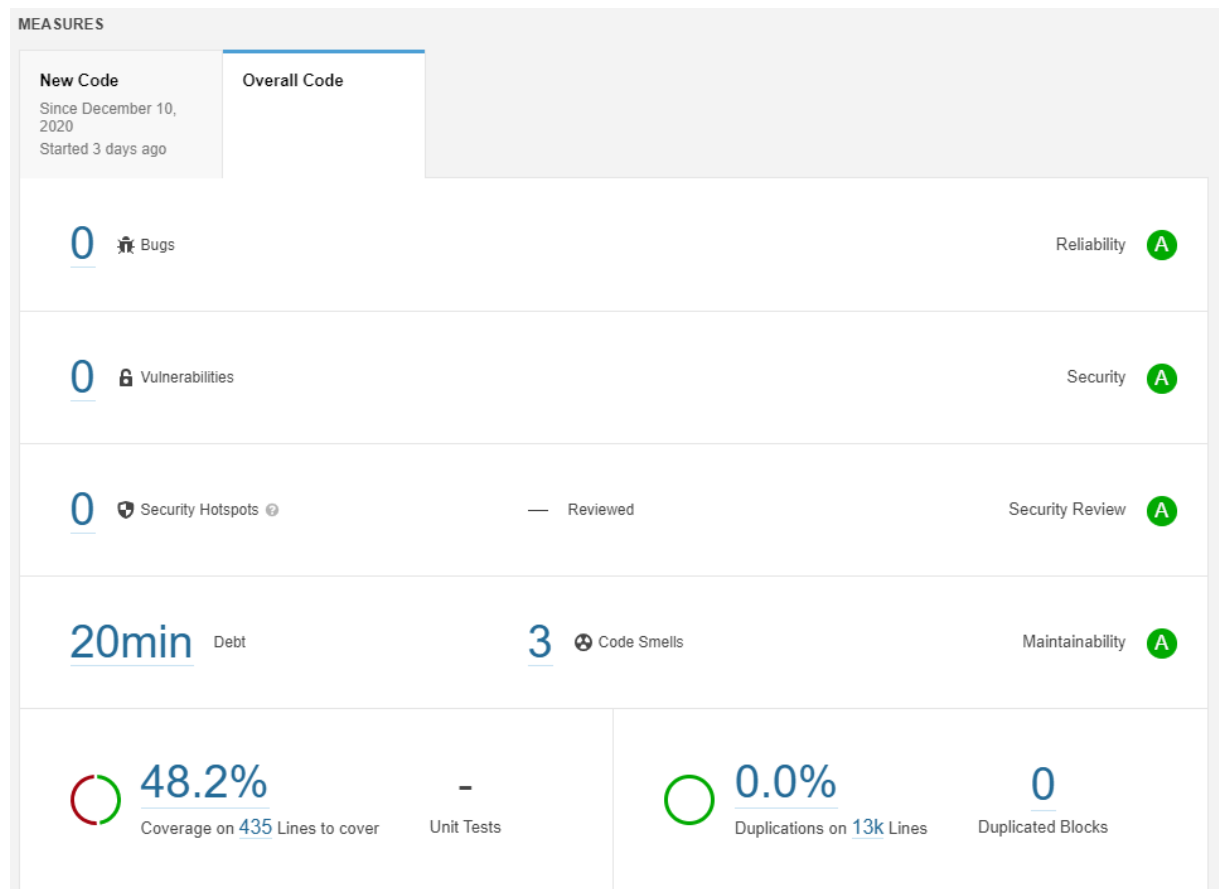 MEASURES
New Code
Overall Code
Since December 10,
2020
Started 3 days ago
0 Bugs
Reliability A
0 Vulnerabilities
Security A
0 Security Hotspots ?
— Reviewed
Security Review A
20min Debt
3 Code Smells
Maintainability A
48.2%
Coverage on 435 Lines to cover
-
Unit Tests
0.0%
Duplications on 13k Lines
0
Duplicated Blocks